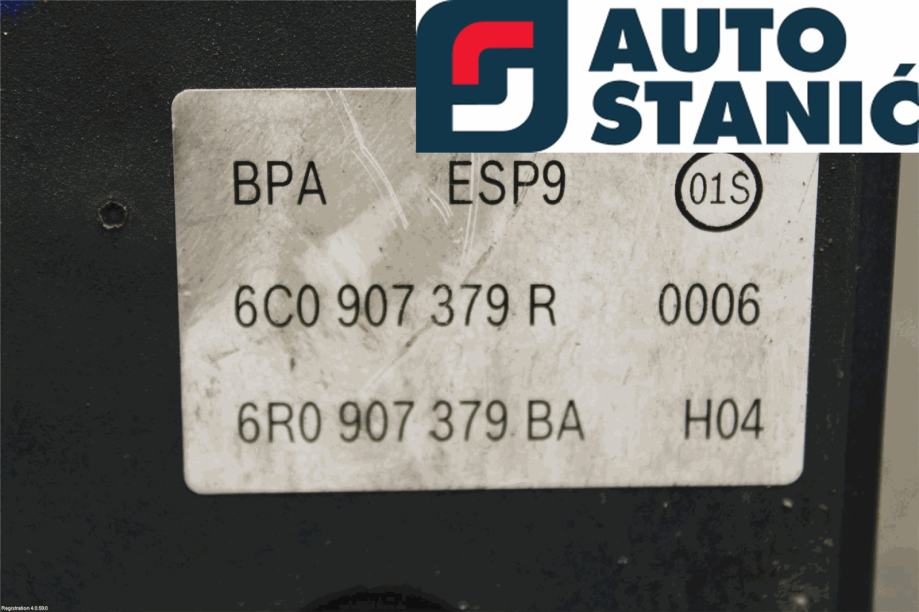 AUTO
STANIĆ
BPA ESP9 01S
6C0 907 379 R 0006
6R0 907 379 BA H04
Registration 4.0.59.0